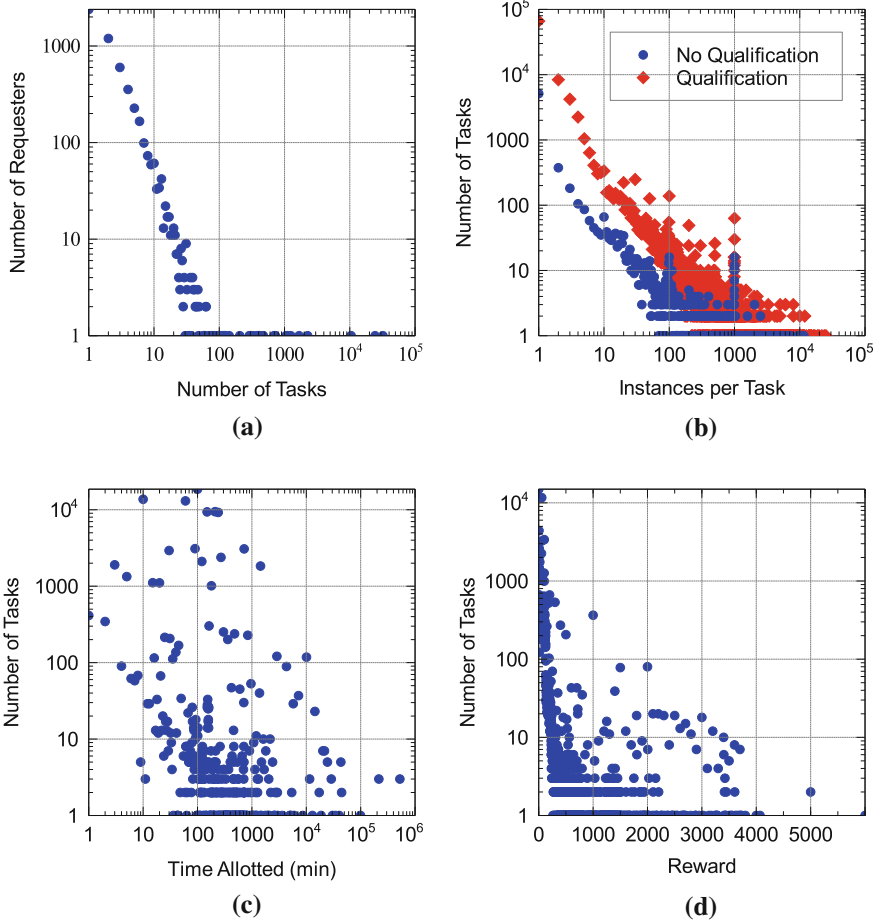 Number of Requesters
1000
100
10
1
1 10 100 1000 10^4 10^5
Number of Tasks
(a)
Number of Tasks
10^5
10^4
1000
100
10
1
No Qualification
Qualification
1 10 100 1000 10^4 10^5
Instances per Task
(b)
Number of Tasks
10^4
1000
100
10
1
1 10 100 1000 10^4 10^5 10^6
Time Allotted (min)
(c)
Number of Tasks
10^4
1000
100
10
1
0 1000 2000 3000 4000 5000
Reward
(d)